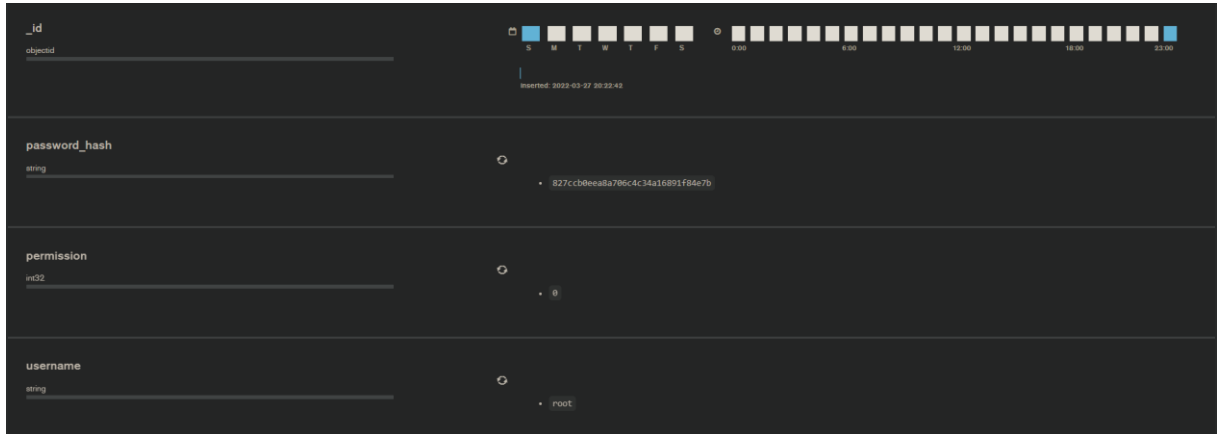 _id
objectid
S M T W T F S
0:00 6:00 12:00 18:00 23:00
Inserted: 2022-03-27 20:22:42
password_hash
string
827ccb0eea8a706c4c34a16891f84e7b
permission
int32
0
username
string
root